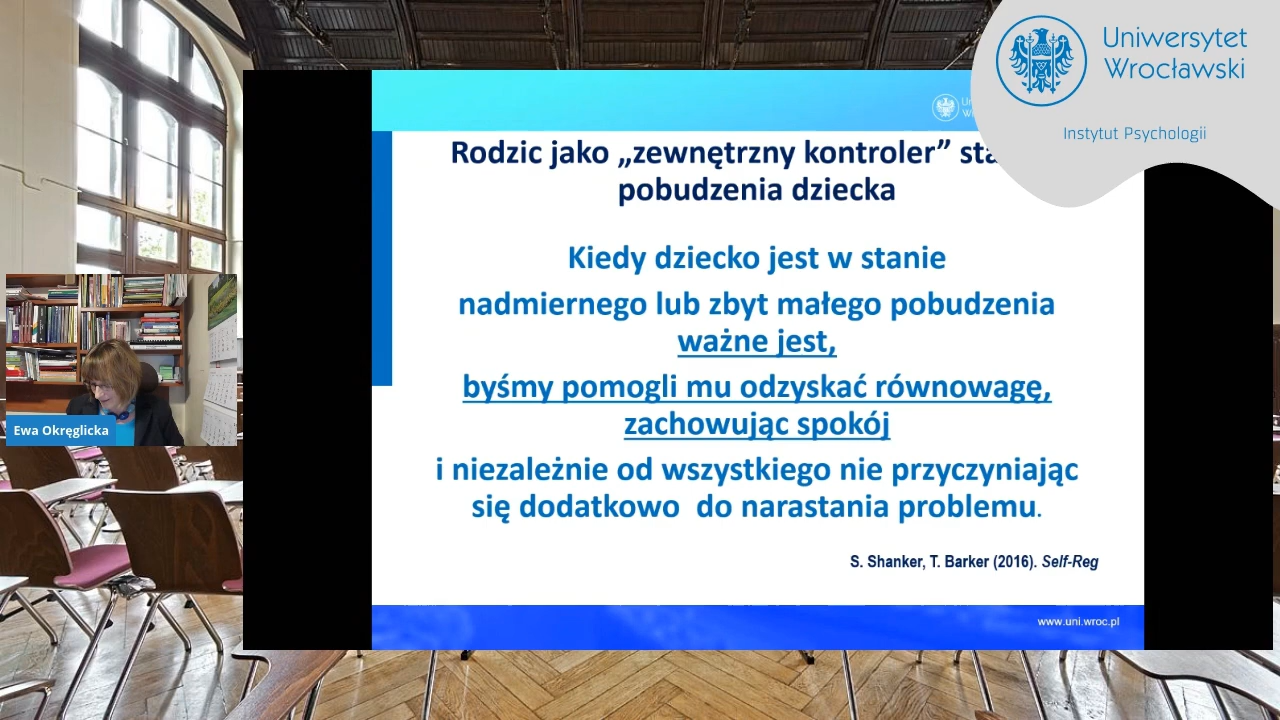 Uniwersytet
Wrocławski
Instytut Psychologii
Rodzic jako „zewnętrzny kontroler”
pobudzenia dziecka
Kiedy dziecko jest w stanie
nadmiernego lub zbyt małego pobudzenia
ważne jest,
byśmy pomogli mu odzyskać równowagę,
zachowując spokój
i niezależnie od wszystkiego nie przyczyniając
się dodatkowo do narastania problemu.
S. Shanker, T. Barker (2016). Self-Reg
www.uni.wroc.pl
Ewa Okręglicka